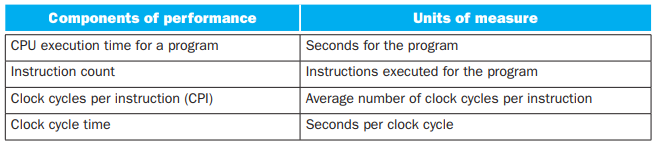 Components of performance Units of measure
CPU execution time for a program Seconds for the program
Instruction count Instructions executed for the program
Clock cycles per instruction (CPI) Average number of clock cycles per instruction
Clock cycle time Seconds per clock cycle